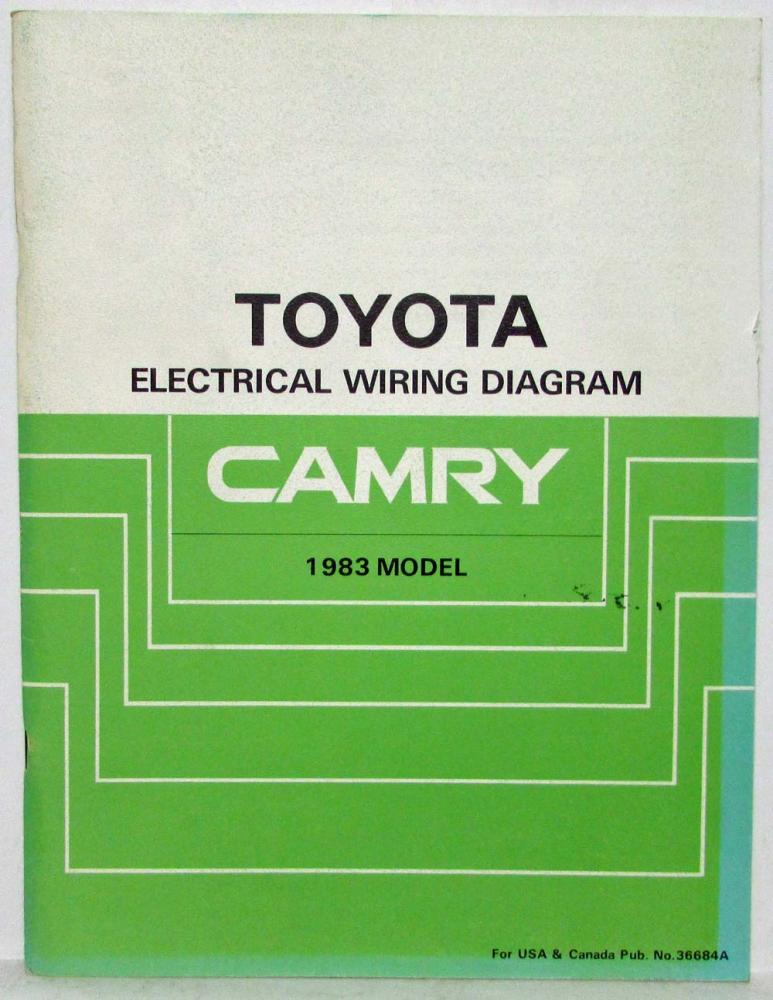 TOYOTA
ELECTRICAL WIRING DIAGRAM
CAMRY
1983 MODEL
For USA & Canada Pub. No.36684A